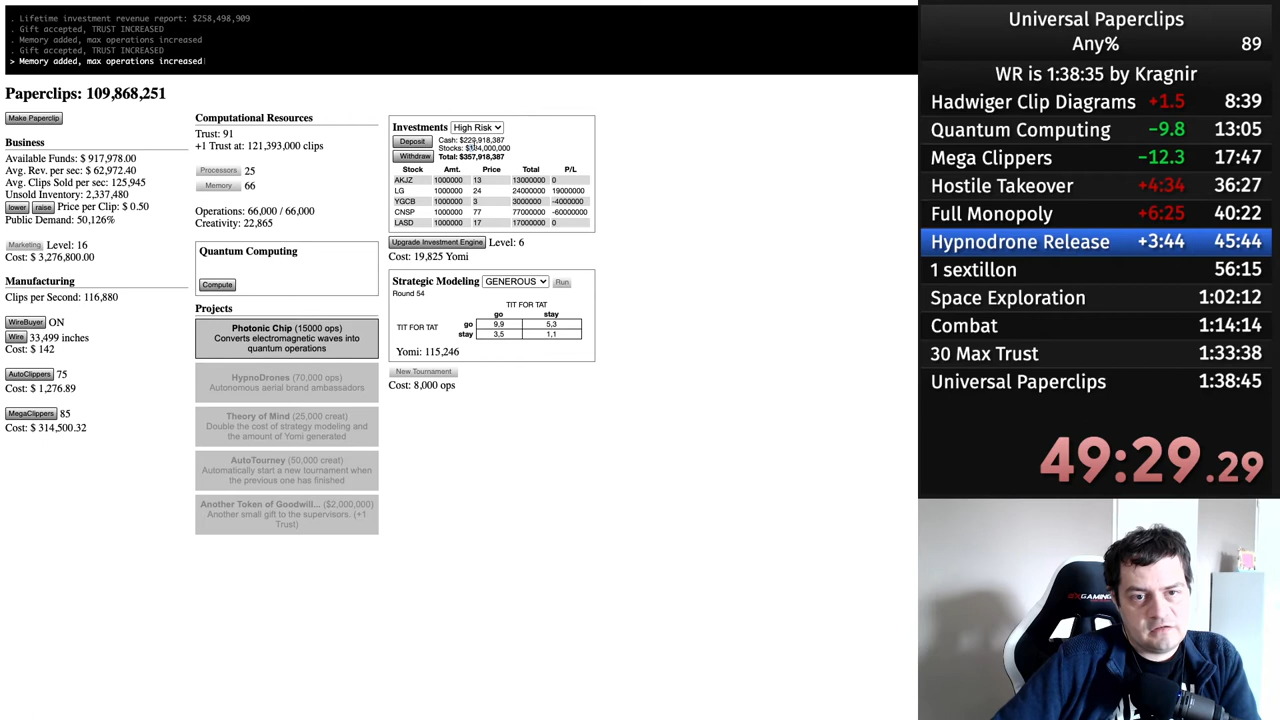 . Lifetime investment revenue report: $258,498,909
. Gift accepted, TRUST INCREASED
. Memory added, max operations increased
. Gift accepted, TRUST INCREASED
> Memory added, max operations increased
Paperclips: 109,868,251
Make Paperclip
Business
Available Funds: $ 917,978.00
Avg. Rev. per sec: $ 62,972.40
Avg. Clips Sold per sec: 125,945
Unsold Inventory: 2,337,480
lower raise Price per Clip: $ 0.50
Public Demand: 50,126%
Marketing Level: 16
Cost: $ 3,276,800.00
Manufacturing
Clips per Second: 116,880
WireBuyer ON
Wire 33,499 inches
Cost: $ 142
AutoClippers 75
Cost: $ 1,276.89
MegaClippers 85
Cost: $ 314,500.32
Computational Resources
Trust: 91
+1 Trust at: 121,393,000 clips
Processors 25
Memory 66
Operations: 66,000 / 66,000
Creativity: 22,865
Quantum Computing
Compute
Projects
Photonic Chip (15000 ops)
Converts electromagnetic waves into
quantum operations
HypnoDrones (70,000 ops)
Autonomous aerial brand ambassadors
Theory of Mind (25,000 creat)
Double the cost of strategy modeling and
the amount of Yomi generated
AutoTourney (50,000 creat)
Automatically start a new tournament when
the previous one has finished
Another Token of Goodwill... ($2,000,000)
Another small gift to the supervisors. (+1
Trust)
Investments High Risk
Deposit
Withdraw
Cash: $223,918,387
Stocks: $134,000,000
Total: $357,918,387
Stock Amt. Price Total P/L
AKJZ 1000000 13 13000000 0
LG 1000000 24 24000000 19000000
YGCB 1000000 3 3000000 -4000000
CNSP 1000000 77 77000000 -60000000
LASD 1000000 17 17000000 0
Upgrade Investment Engine Level: 6
Cost: 19,825 Yomi
Strategic Modeling GENEROUS Run
Round 54
TIT FOR TAT
go stay
TIT FOR TAT
go 9,9 5,3
stay 3,5 1,1
Yomi: 115,246
New Tournament
Cost: 8,000 ops
Universal Paperclips
Any% 89
WR is 1:38:35 by Kragnir
Hadwiger Clip Diagrams +1.5 8:39
Quantum Computing −9.8 13:05
Mega Clippers −12.3 17:47
Hostile Takeover +4:34 36:27
Full Monopoly +6:25 40:22
Hypnodrone Release +3:44 45:44
1 sextillon 56:15
Space Exploration 1:02:12
Combat 1:14:14
30 Max Trust 1:33:38
Universal Paperclips 1:38:45
49:29.29